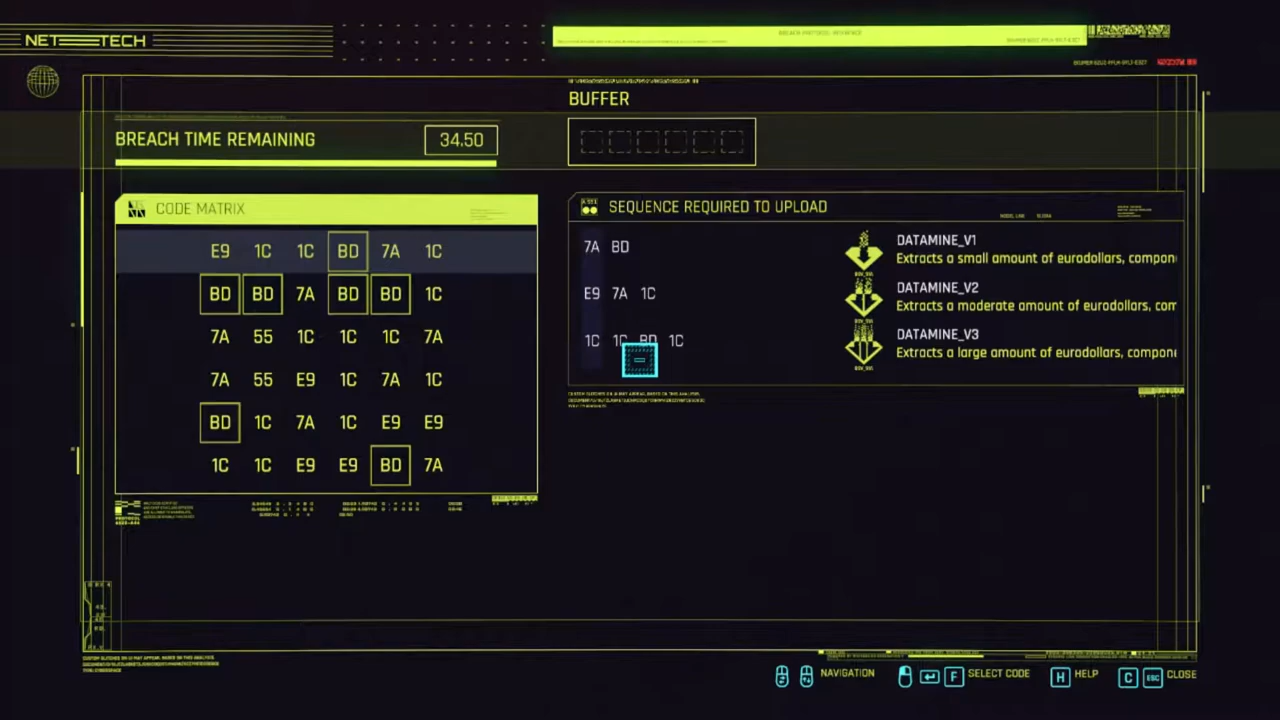 NET TECH
BREACH PROTOCOL INTERFACE
BUFFER
BREACH TIME REMAINING 34.50
CODE MATRIX
E9 1C 1C BD 7A 1C
BD BD 7A BD BD 1C
7A 55 1C 1C 1C 7A
7A 55 E9 1C 7A 1C
BD 1C 7A 1C E9 E9
1C 1C E9 E9 BD 7A
SEQUENCE REQUIRED TO UPLOAD
7A BD
DATAMINE_V1
Extracts a small amount of eurodollars, compon
E9 7A 1C
DATAMINE_V2
Extracts a moderate amount of eurodollars, com
1C 1C BD 1C
DATAMINE_V3
Extracts a large amount of eurodollars, compon
NAVIGATION
F SELECT CODE
H HELP
C ESC CLOSE